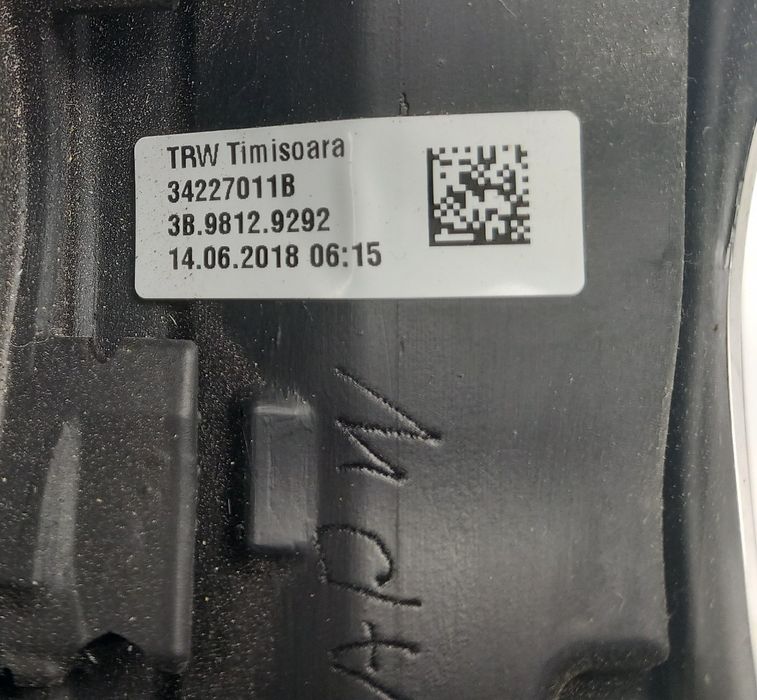 TRW Timisoara
34227011B
3B.9812.9292
14.06.2018 06:15